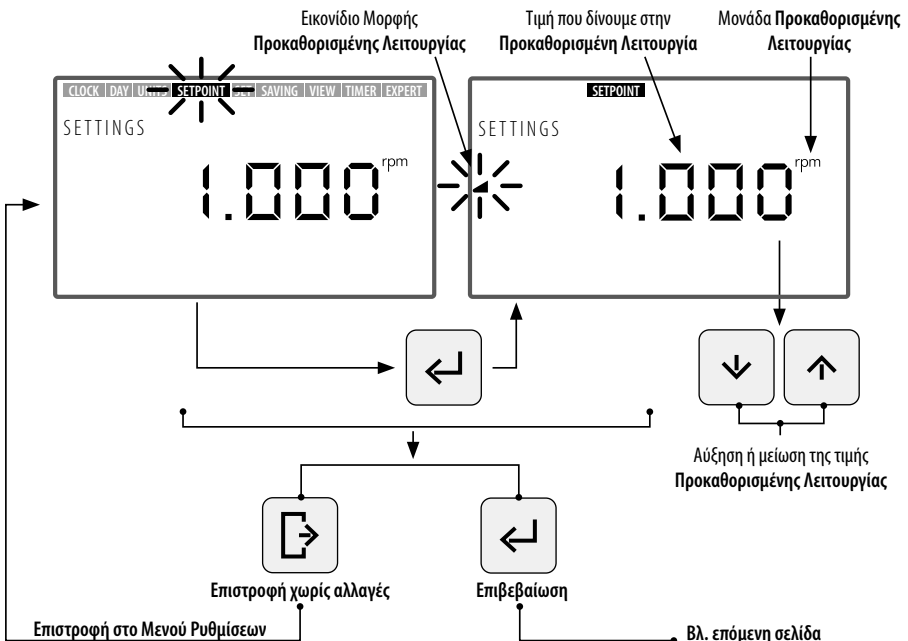 Εικονίδιο Μορφής
Προκαθορισμένης Λειτουργίας
Τιμή που δίνουμε στην
Προκαθορισμένη Λειτουργία
Μονάδα Προκαθορισμένης
Λειτουργίας
CLOCK DAY UNITS SETPOINT SET SAVING VIEW TIMER EXPERT
SETTINGS
1.000 rpm
SETPOINT
SETTINGS
1.000 rpm
Αύξηση ή μείωση της τιμής
Προκαθορισμένης Λειτουργίας
Επιστροφή χωρίς αλλαγές
Επιβεβαίωση
Επιστροφή στο Μενού Ρυθμίσεων
Βλ. επόμενη σελίδα